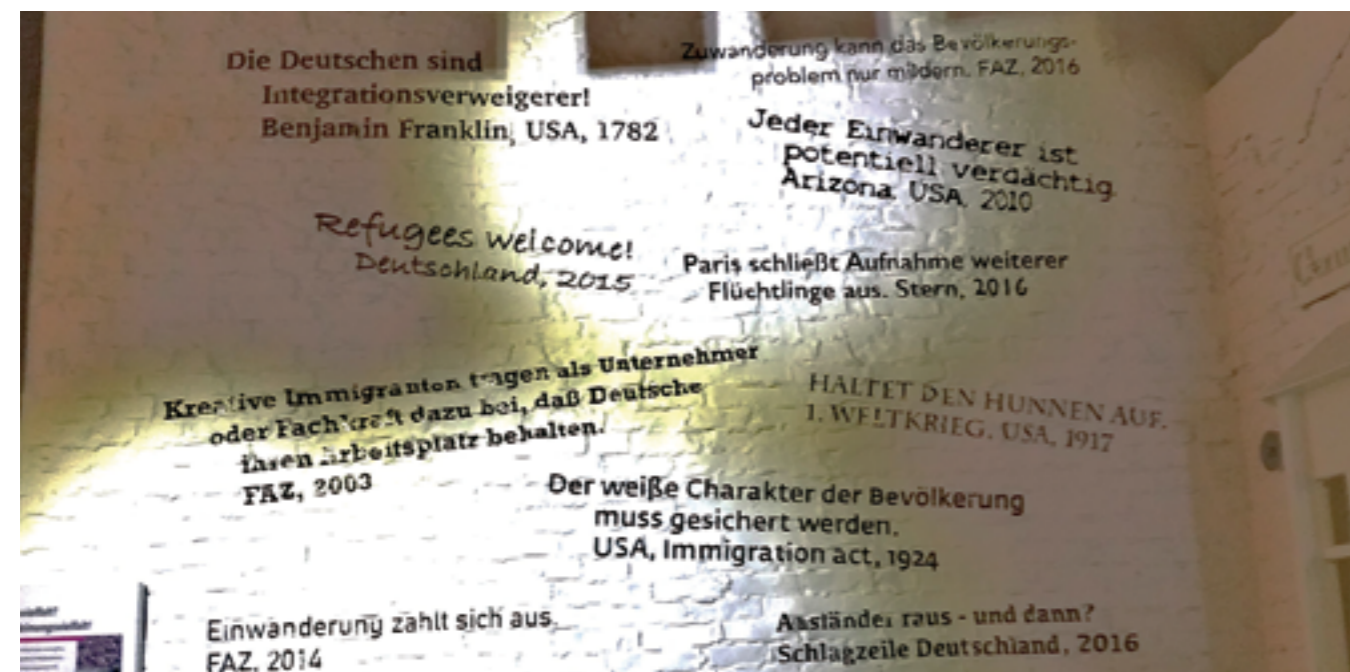 Die Deutschen sind
Integrationsverweigerer!
Benjamin Franklin, USA, 1782
Zuwanderung kann das Bevölkerungs-
problem nur mildern. FAZ, 2016
Jeder Einwanderer ist
potentiell verdächtig
Arizona. USA. 2010
Refugees welcome!
Deutschland, 2015
Paris schließt Aufnahme weiterer
Flüchtlinge aus. Stern, 2016
Kreative Immigranten tragen als Unternehmer
oder Fachkraft dazu bei, daß Deutsche
ihren Arbeitsplatz behalten.
FAZ, 2003
HALTET DEN HUNNEN AUF.
1. WELTKRIEG. USA, 1917
Der weiße Charakter der Bevölkerung
muss gesichert werden.
USA, Immigration act, 1924
Einwanderung zahlt sich aus.
FAZ, 2014
Ausländer raus - und dann?
Schlagzeile Deutschland, 2016